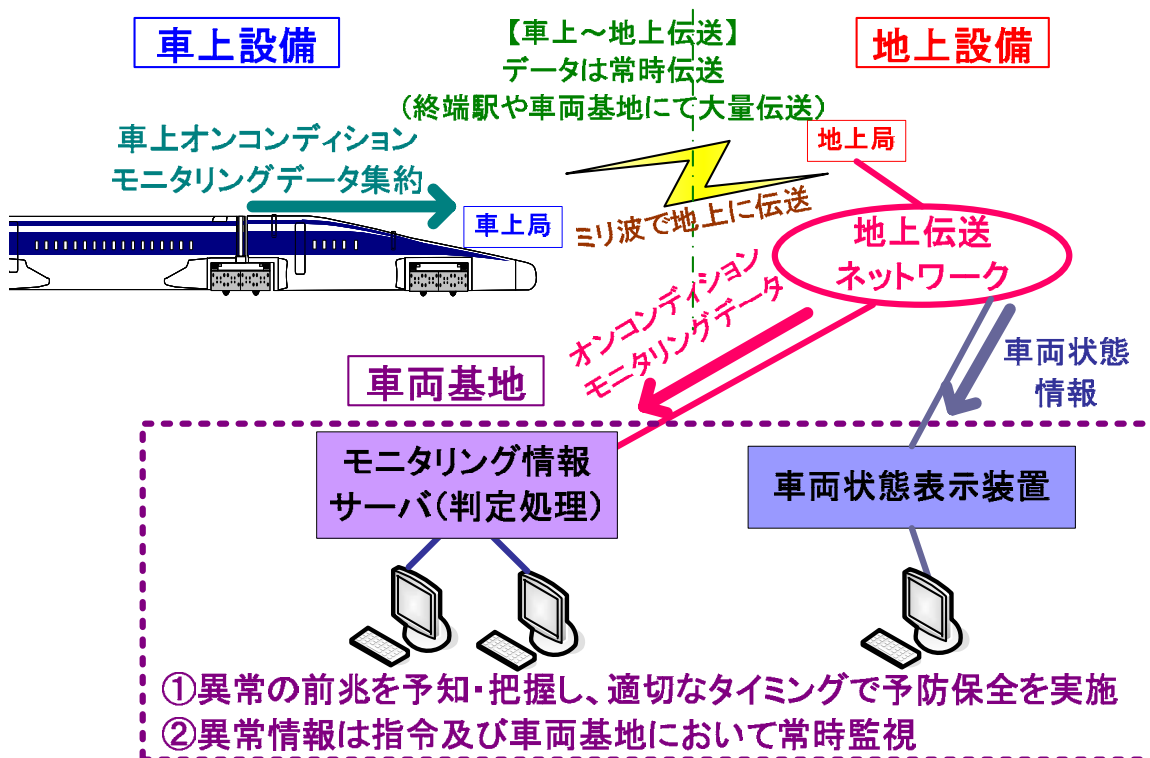 車上設備
【車上～地上伝送】
データは常時伝送
(終端駅や車両基地にて大量伝送)
地上設備
車上オンコンディション
モニタリングデータ集約
車上局
ミリ波で地上に伝送
地上局
地上伝送
ネットワーク
オンコンディション
モニタリングデータ
車両状態
情報
車両基地
モニタリング情報
サーバ(判定処理)
車両状態表示装置
①異常の前兆を予知・把握し、適切なタイミングで予防保全を実施
②異常情報は指令及び車両基地において常時監視